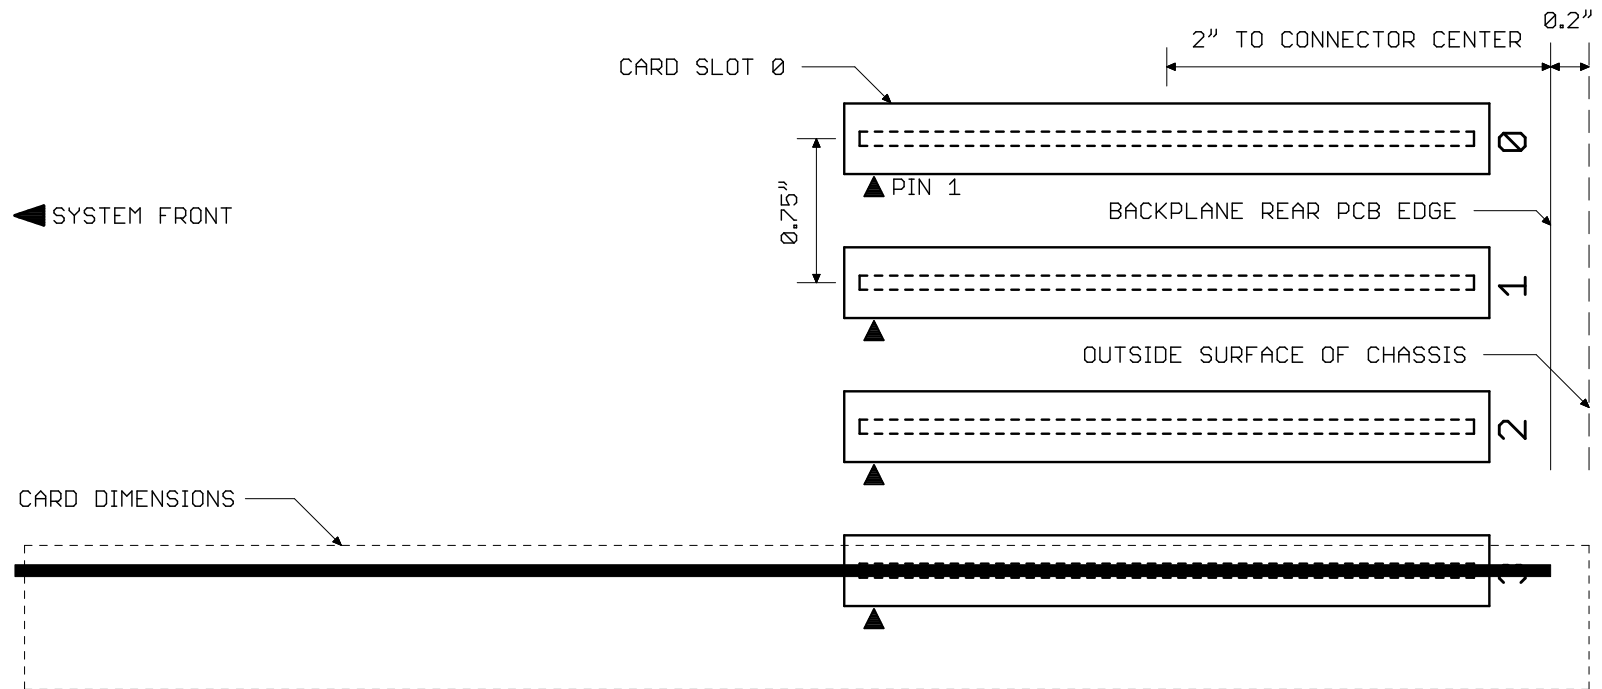 0.2”
2” TO CONNECTOR CENTER
CARD SLOT 0
0
PIN 1
0.75”
SYSTEM FRONT
BACKPLANE REAR PCB EDGE
1
OUTSIDE SURFACE OF CHASSIS
2
CARD DIMENSIONS